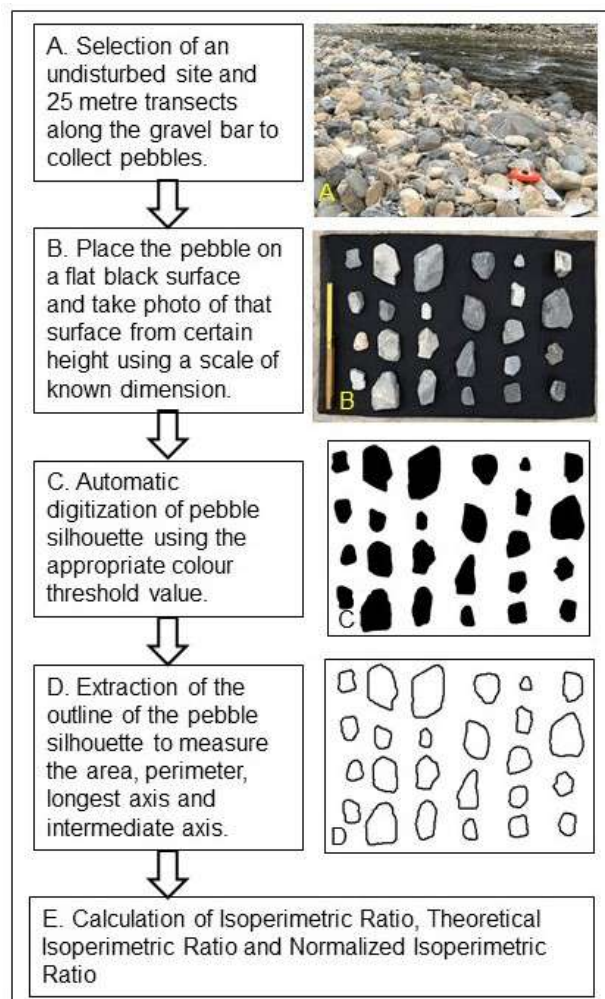 A. Selection of an
undisturbed site and
25 metre transects
along the gravel bar to
collect pebbles.
A
B. Place the pebble on
a flat black surface
and take photo of that
surface from certain
height using a scale of
known dimension.
B
C. Automatic
digitization of pebble
silhouette using the
appropriate colour
threshold value.
C
D. Extraction of the
outline of the pebble
silhouette to measure
the area, perimeter,
longest axis and
intermediate axis.
D
E. Calculation of Isoperimetric Ratio, Theoretical
Isoperimetric Ratio and Normalized Isoperimetric
Ratio